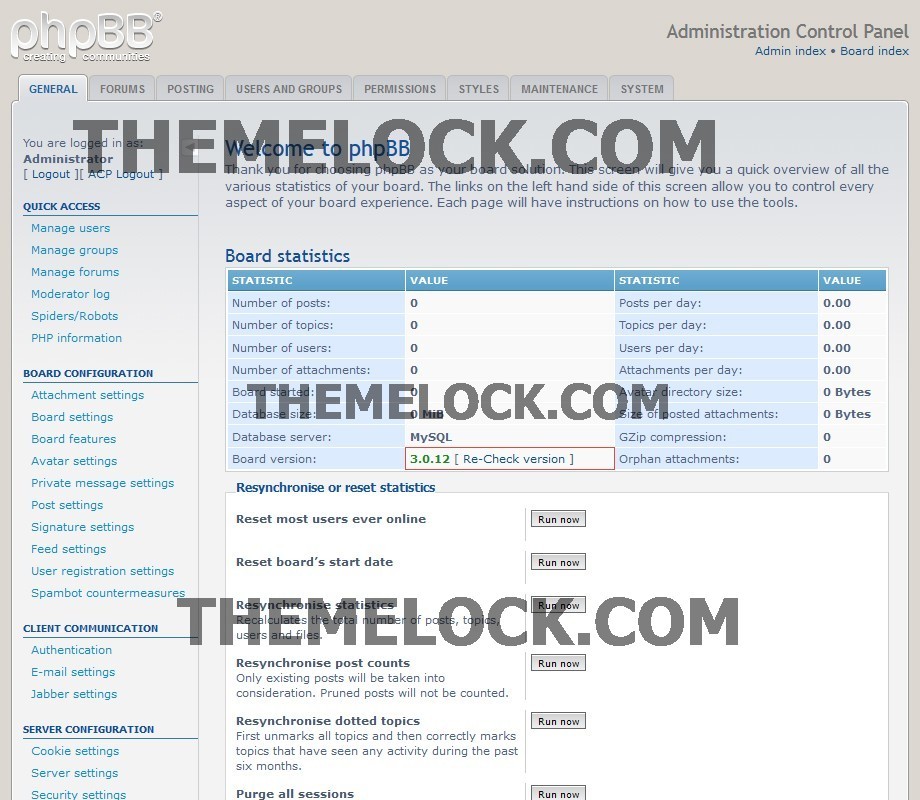 phpBB®
creating communities
Administration Control Panel
Admin index • Board index
GENERAL FORUMS POSTING USERS AND GROUPS PERMISSIONS STYLES MAINTENANCE SYSTEM
THEMELOCK.COM
You are logged in as:
Administrator
[ Logout ][ ACP Logout ]
QUICK ACCESS
Manage users
Manage groups
Manage forums
Moderator log
Spiders/Robots
PHP information
BOARD CONFIGURATION
Attachment settings
Board settings
Board features
Avatar settings
Private message settings
Post settings
Signature settings
Feed settings
User registration settings
Spambot countermeasures
CLIENT COMMUNICATION
Authentication
E-mail settings
Jabber settings
SERVER CONFIGURATION
Cookie settings
Server settings
Security settings
Welcome to phpBB
Thank you for choosing phpBB as your board solution. This screen will give you a quick overview of all the
various statistics of your board. The links on the left hand side of this screen allow you to control every
aspect of your board experience. Each page will have instructions on how to use the tools.
Board statistics
STATISTIC VALUE STATISTIC VALUE
Number of posts: 0 Posts per day: 0.00
Number of topics: 0 Topics per day: 0.00
Number of users: 0 Users per day: 0.00
Number of attachments: 0 Attachments per day: 0.00
Board started: 0 Avatar directory size: 0 Bytes
THEMELOCK.COM
Database size: 0 MiB Size of posted attachments: 0 Bytes
Database server: MySQL GZip compression: 0
Board version: 3.0.12 [ Re-Check version ] Orphan attachments: 0
Resynchronise or reset statistics
Reset most users ever online Run now
Reset board's start date Run now
Resynchronise statistics Run now
THEMELOCK.COM
Recalculates the total number of posts, topics,
users and files.
Resynchronise post counts Run now
Only existing posts will be taken into
consideration. Pruned posts will not be counted.
Resynchronise dotted topics Run now
First unmarks all topics and then correctly marks
topics that have seen any activity during the past
six months.
Purge all sessions Run now